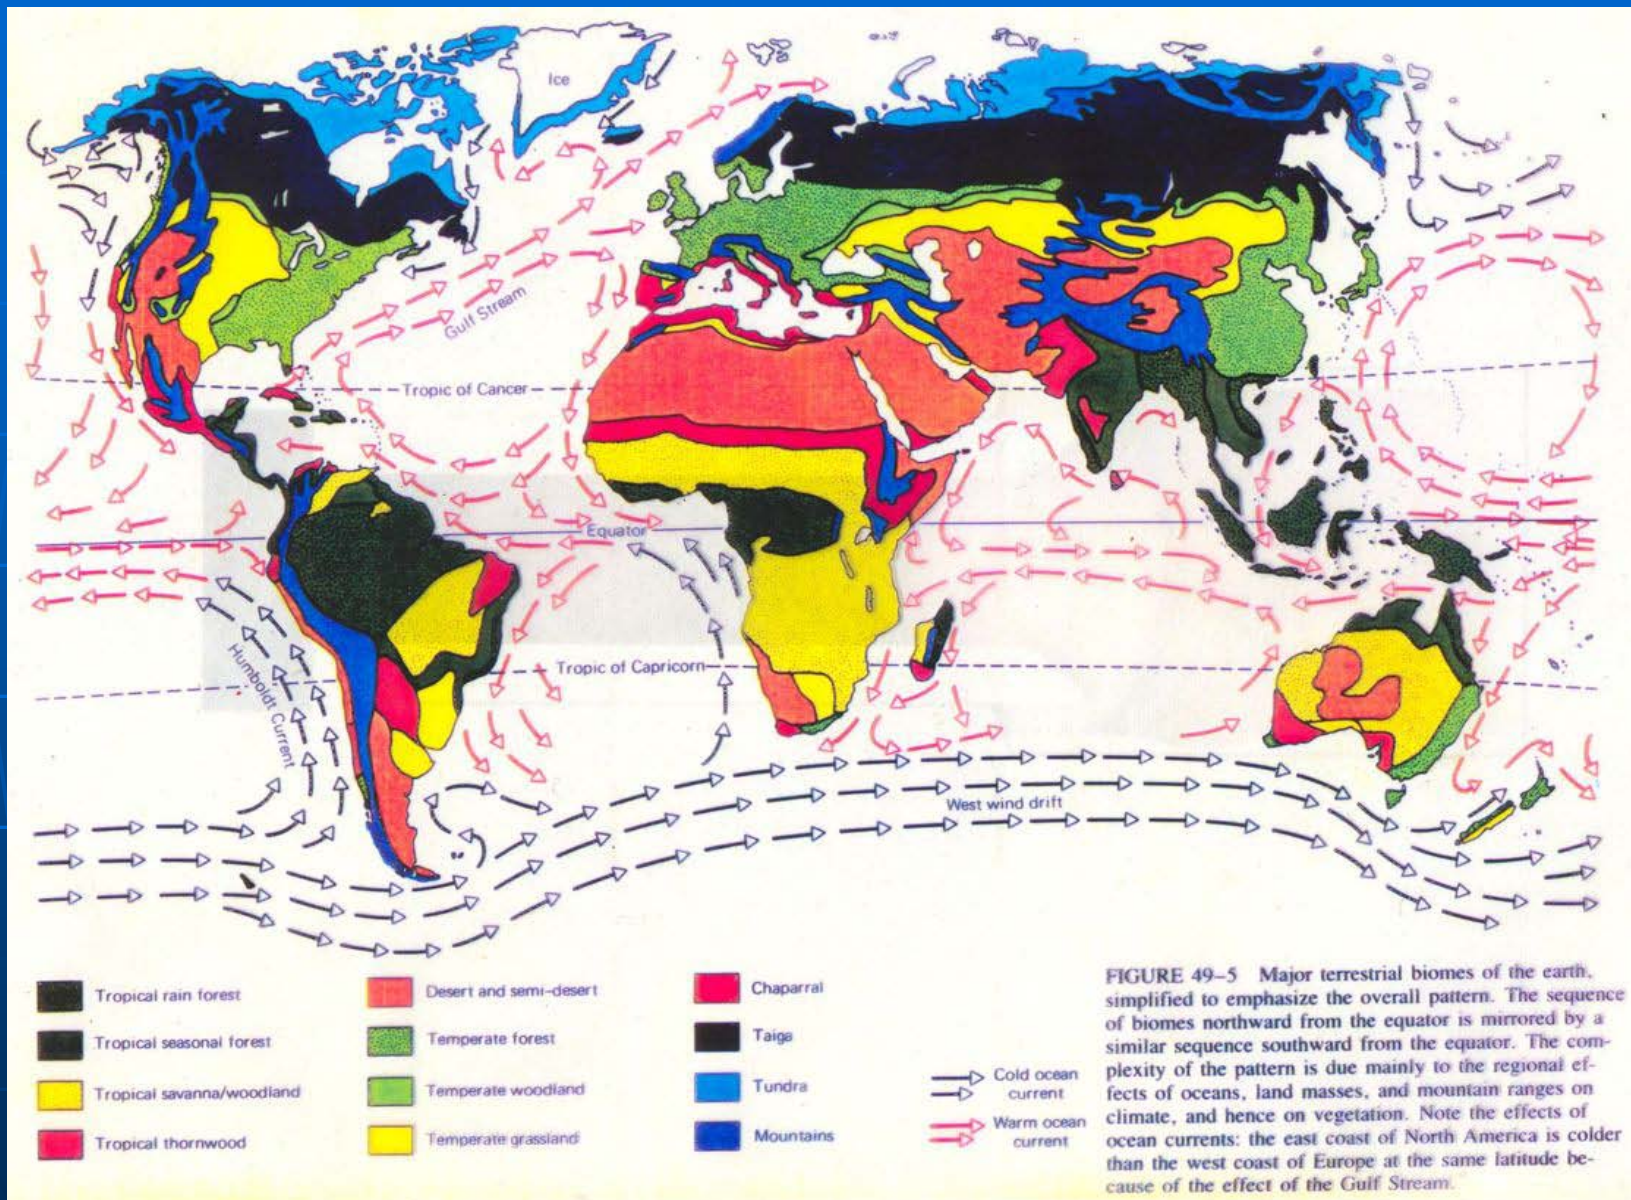 Ice
Gulf Stream
Tropic of Cancer
Equator
Tropic of Capricorn
Humboldt Current
West wind drift
Tropical rain forest
Tropical seasonal forest
Tropical savanna/woodland
Tropical thornwood
Desert and semi-desert
Temperate forest
Temperate woodland
Temperate grassland
Chaparral
Taiga
Tundra
Mountains
Cold ocean
current
Warm ocean
current
FIGURE 49–5 Major terrestrial biomes of the earth,
simplified to emphasize the overall pattern. The sequence
of biomes northward from the equator is mirrored by a
similar sequence southward from the equator. The com-
plexity of the pattern is due mainly to the regional ef-
fects of oceans, land masses, and mountain ranges on
climate, and hence on vegetation. Note the effects of
ocean currents: the east coast of North America is colder
than the west coast of Europe at the same latitude be-
cause of the effect of the Gulf Stream.